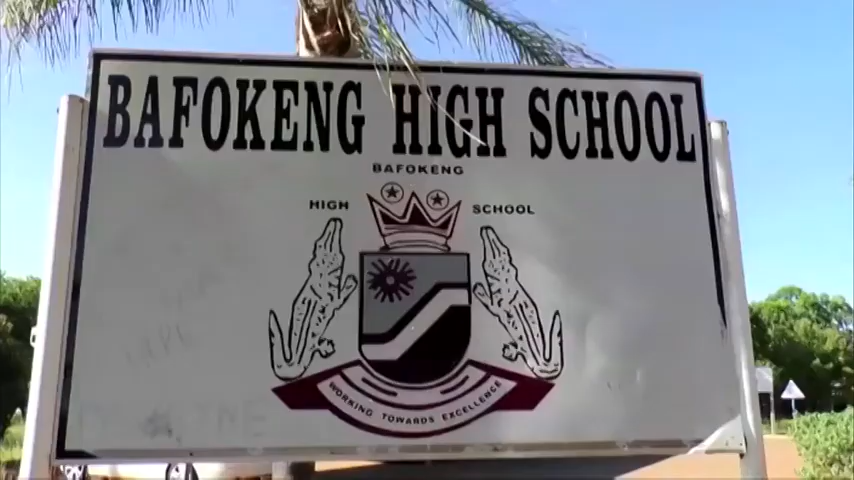 BAFOKENG HIGH SCHOOL
BAFOKENG
HIGH SCHOOL
WORKING TOWARDS EXCELLENCE